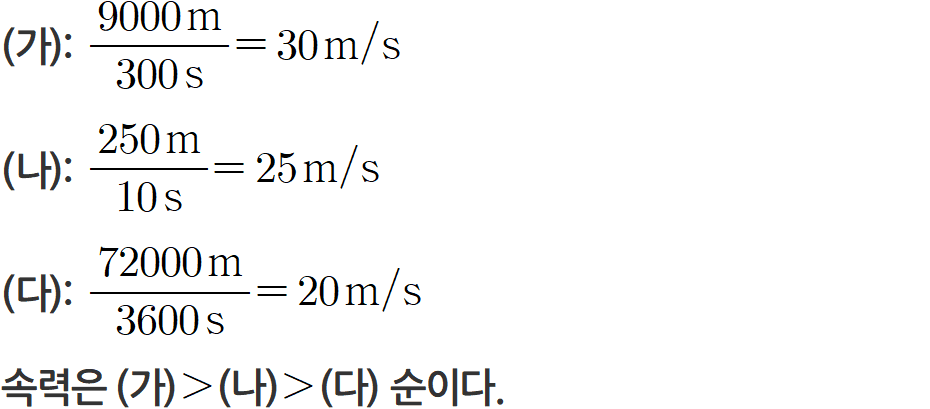 (가): 9000 m / 300 s = 30 m/s
(나): 250 m / 10 s = 25 m/s
(다): 72000 m / 3600 s = 20 m/s
속력은 (가)>(나)>(다) 순이다.